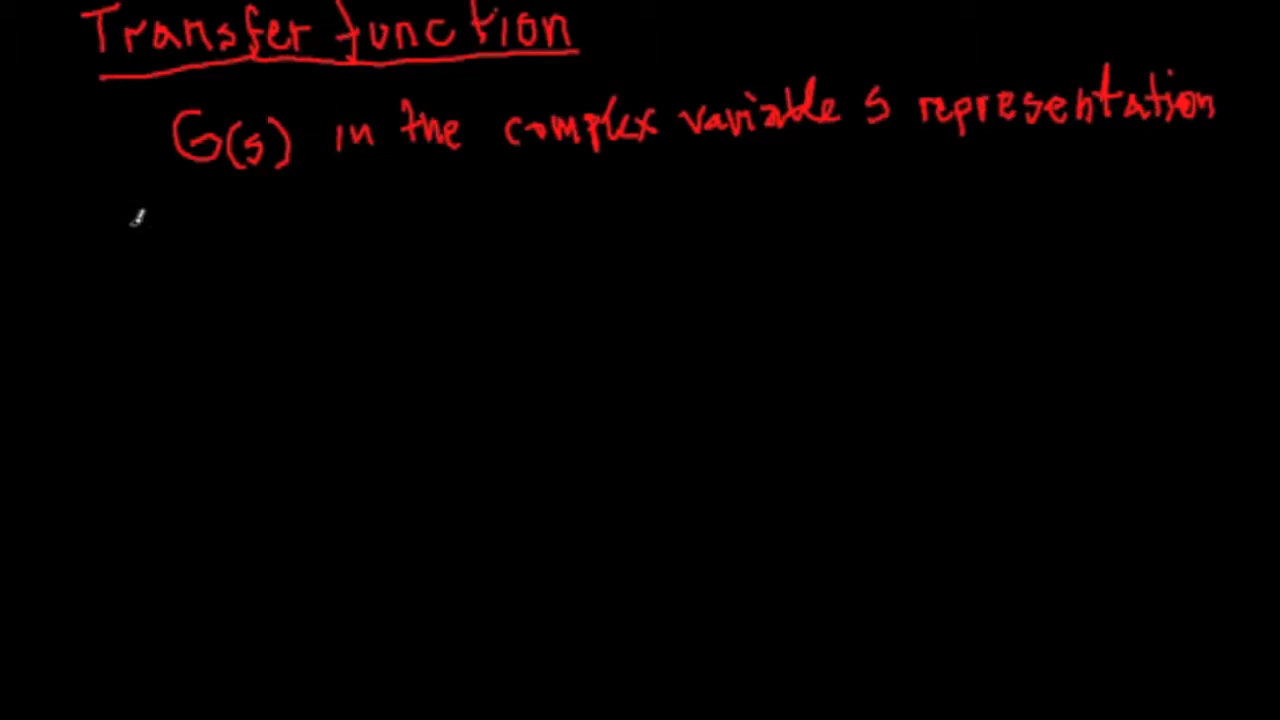 Transfer function
G(s) in the complex variable s representation